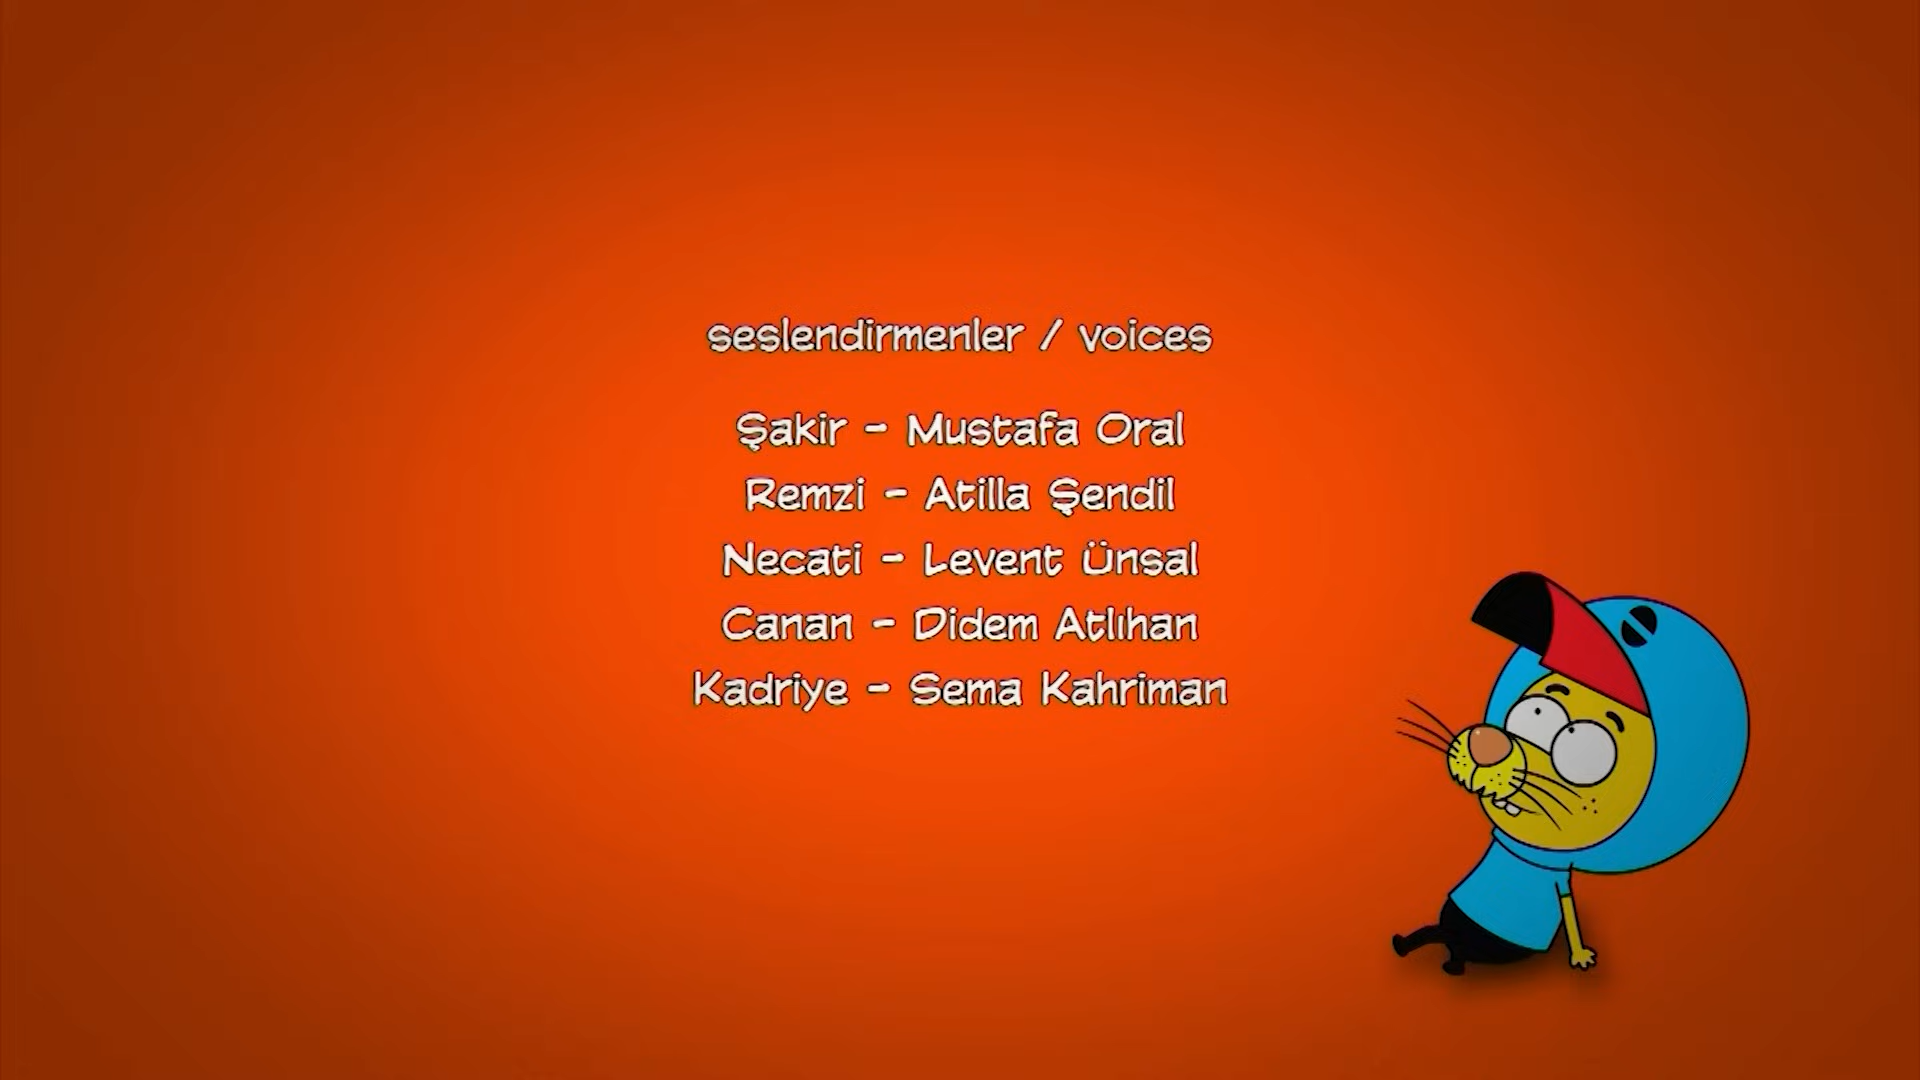 seslendirmenler / voices
Şakir - Mustafa Oral
Remzi - Atilla Şendil
Necati - Levent Ünsal
Canan - Didem Atlıhan
Kadriye - Sema Kahriman